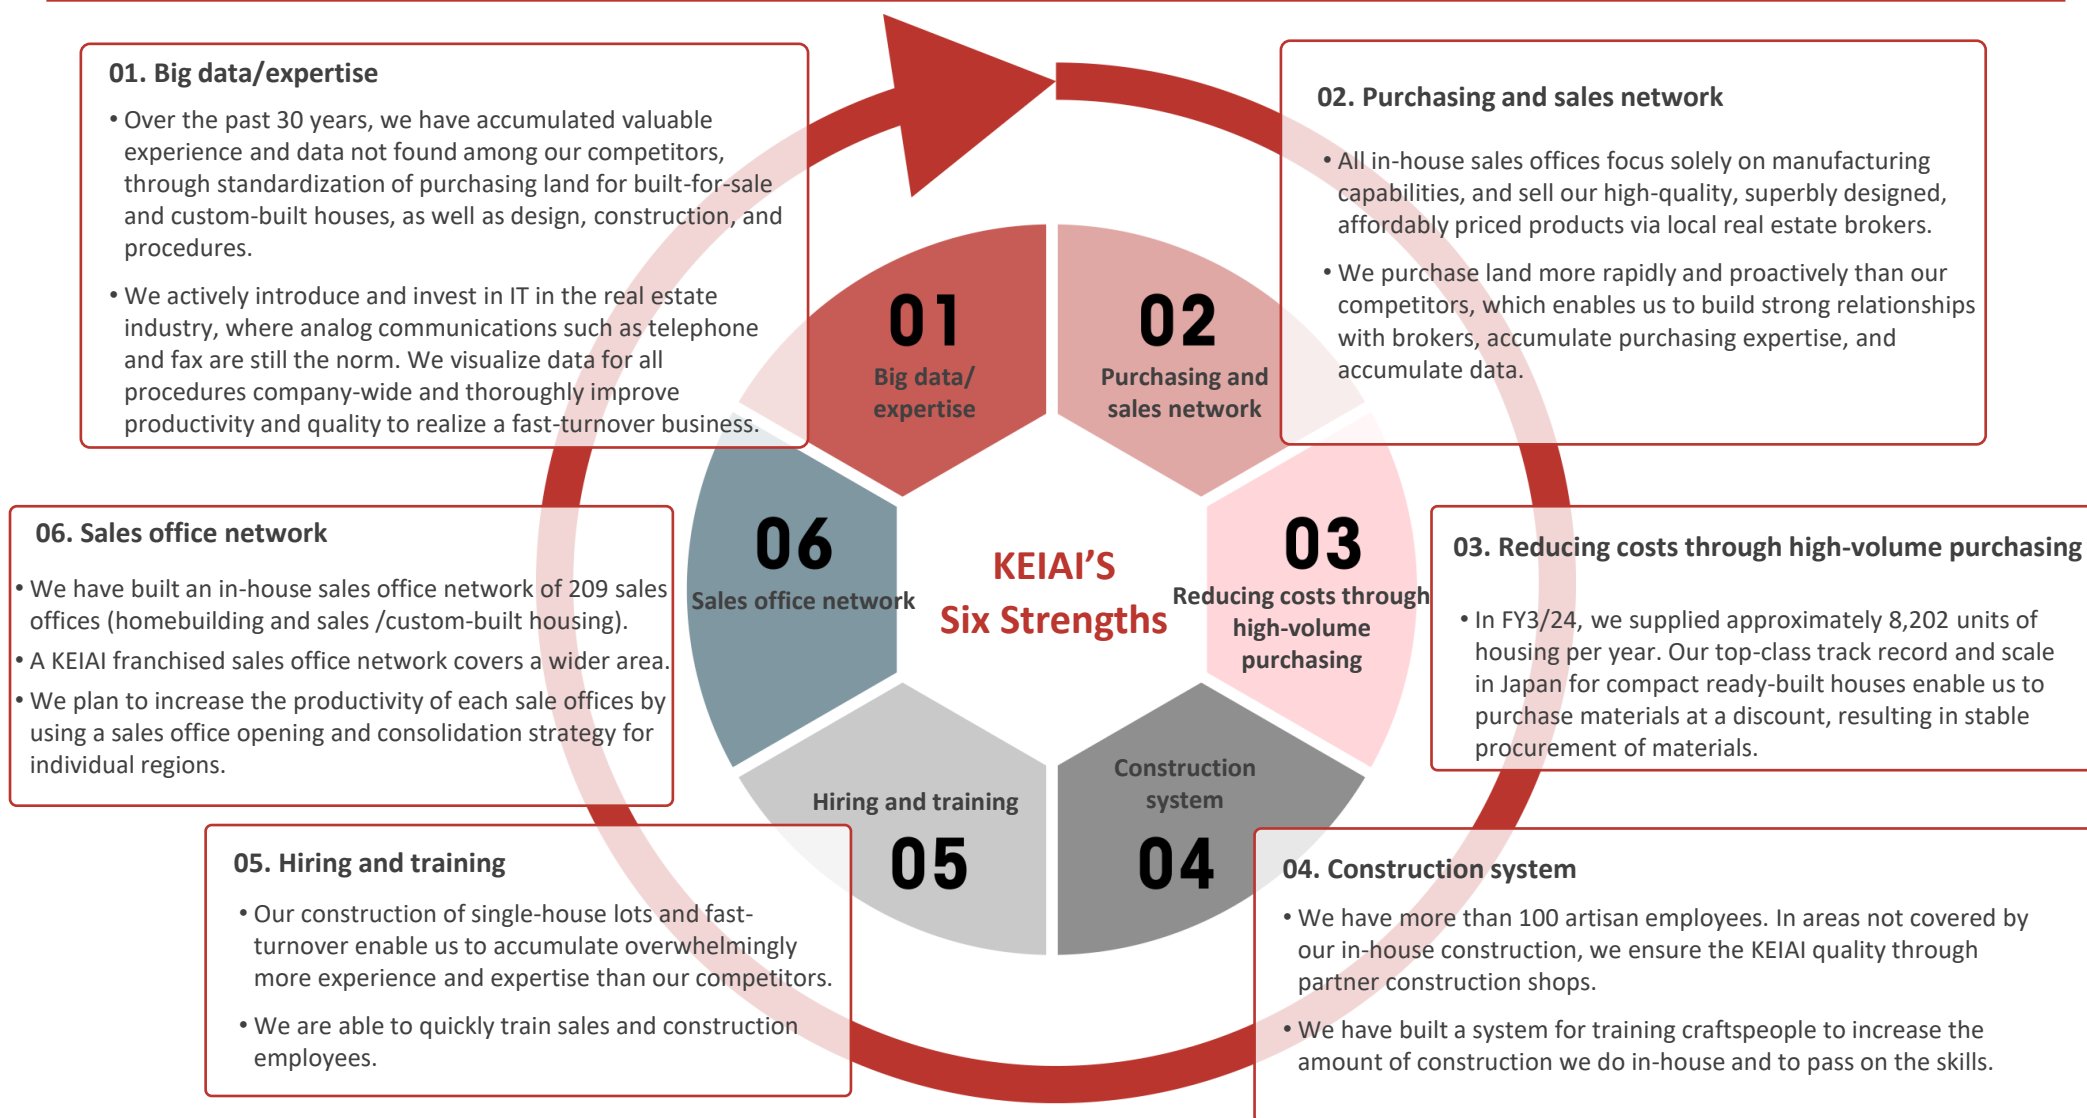 01. Big data/expertise
• Over the past 30 years, we have accumulated valuable
experience and data not found among our competitors,
through standardization of purchasing land for built-for-sale
and custom-built houses, as well as design, construction, and
procedures.
• We actively introduce and invest in IT in the real estate
industry, where analog communications such as telephone
and fax are still the norm. We visualize data for all
procedures company-wide and thoroughly improve
productivity and quality to realize a fast-turnover business.
02. Purchasing and sales network
• All in-house sales offices focus solely on manufacturing
capabilities, and sell our high-quality, superbly designed,
affordably priced products via local real estate brokers.
• We purchase land more rapidly and proactively than our
competitors, which enables us to build strong relationships
with brokers, accumulate purchasing expertise, and
accumulate data.
01
Big data/
expertise
02
Purchasing and
sales network
06. Sales office network
• We have built an in-house sales office network of 209 sales
offices (homebuilding and sales /custom-built housing).
• A KEIAI franchised sales office network covers a wider area.
• We plan to increase the productivity of each sale offices by
using a sales office opening and consolidation strategy for
individual regions.
06
Sales office network
KEIAI’S
Six Strengths
03
Reducing costs through
high-volume
purchasing
03. Reducing costs through high-volume purchasing
• In FY3/24, we supplied approximately 8,202 units of
housing per year. Our top-class track record and scale
in Japan for compact ready-built houses enable us to
purchase materials at a discount, resulting in stable
procurement of materials.
Hiring and training
05
Construction
system
04
05. Hiring and training
• Our construction of single-house lots and fast-
turnover enable us to accumulate overwhelmingly
more experience and expertise than our competitors.
• We are able to quickly train sales and construction
employees.
04. Construction system
• We have more than 100 artisan employees. In areas not covered by
our in-house construction, we ensure the KEIAI quality through
partner construction shops.
• We have built a system for training craftspeople to increase the
amount of construction we do in-house and to pass on the skills.